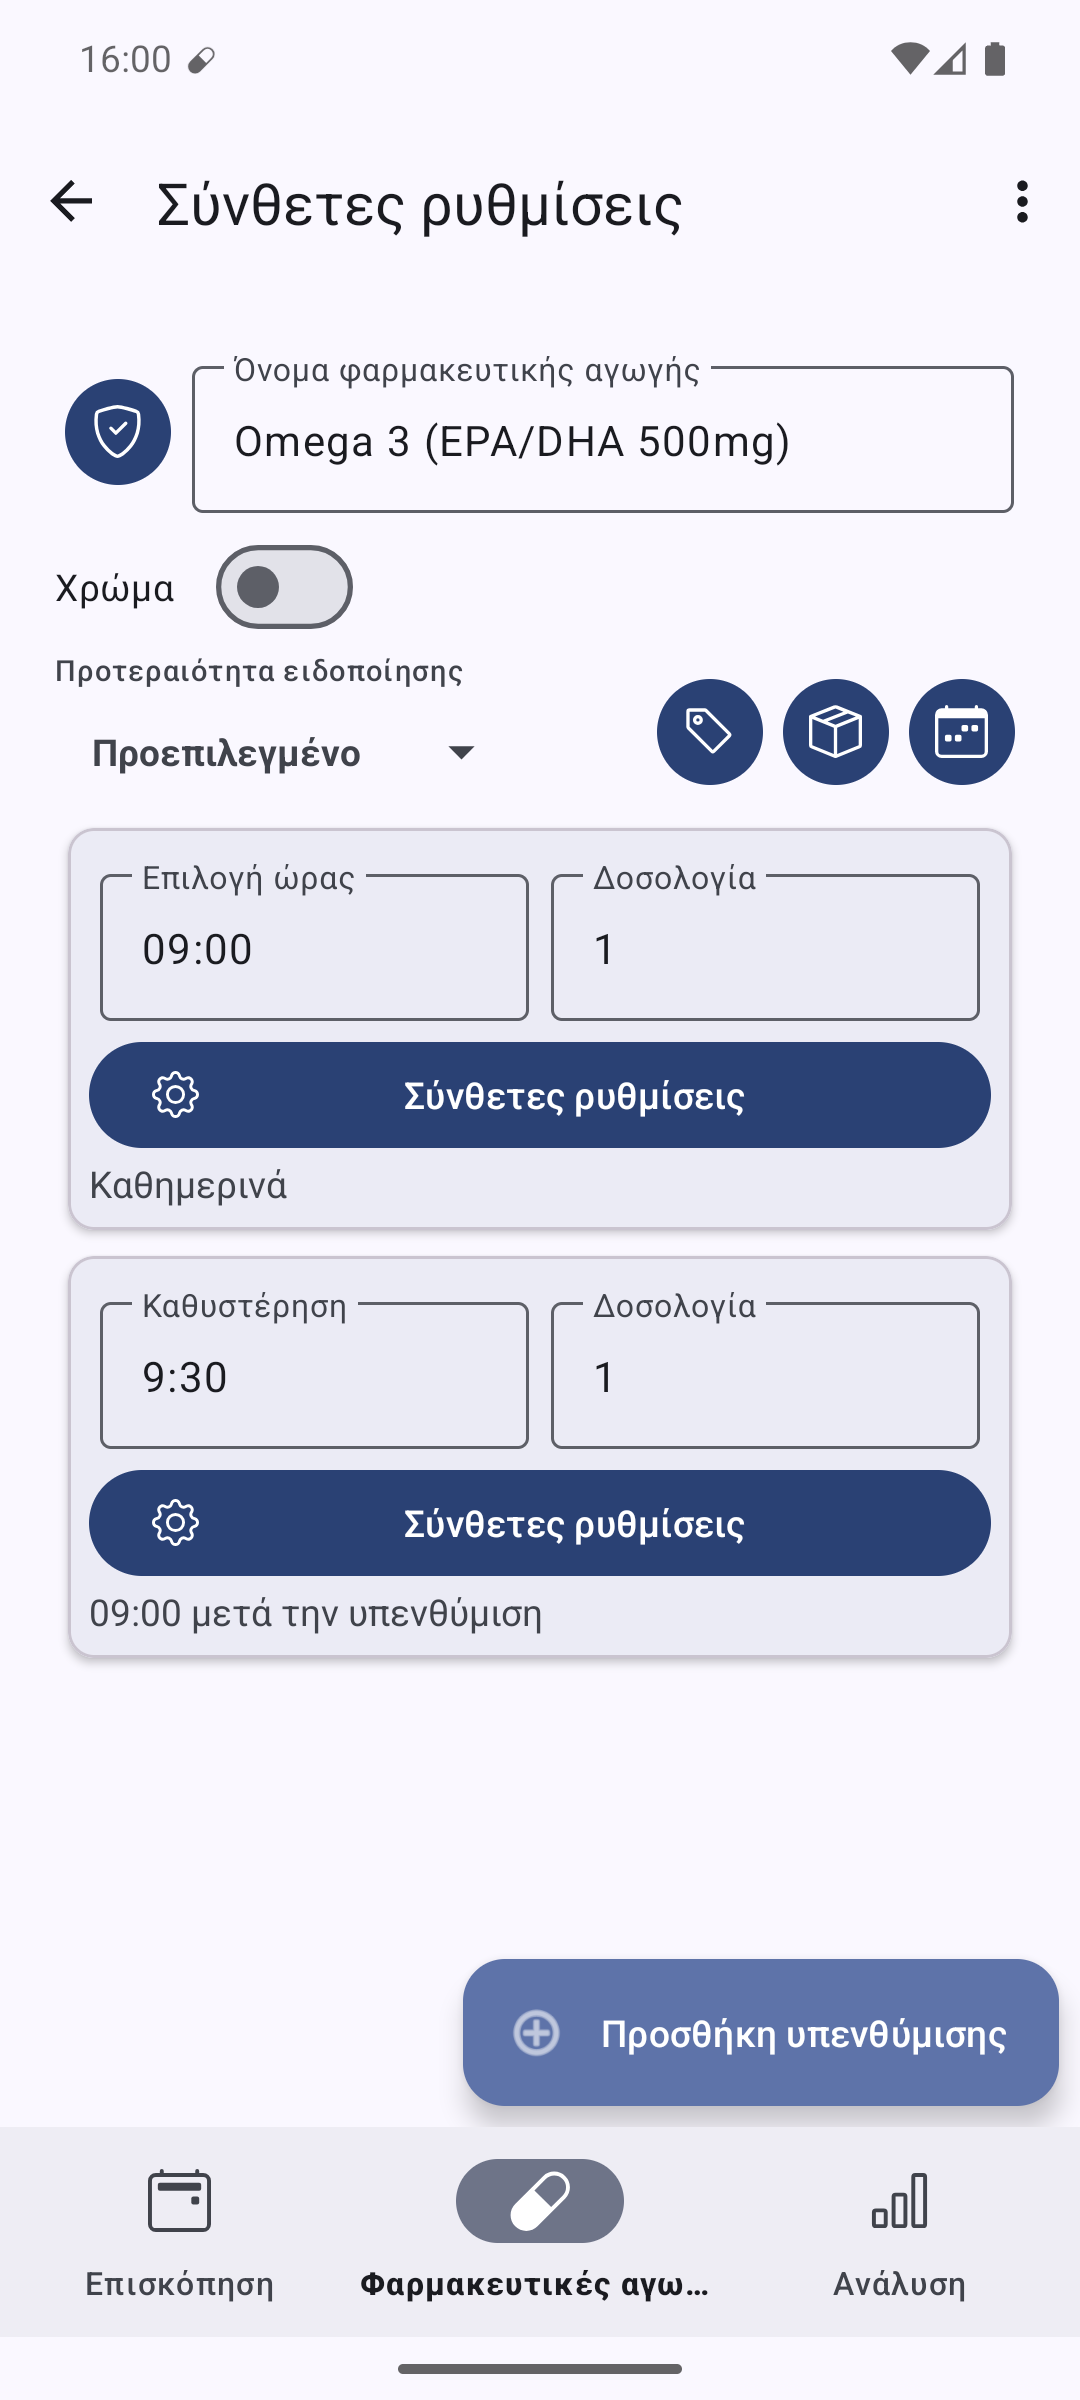 16:00
Σύνθετες ρυθμίσεις
Όνομα φαρμακευτικής αγωγής
Omega 3 (EPA/DHA 500mg)
Χρώμα
Προτεραιότητα ειδοποίησης
Προεπιλεγμένο
Επιλογή ώρας
Δοσολογία
09:00
1
Σύνθετες ρυθμίσεις
Καθημερινά
Καθυστέρηση
Δοσολογία
9:30
1
Σύνθετες ρυθμίσεις
09:00 μετά την υπενθύμιση
Προσθήκη υπενθύμισης
Επισκόπηση
Φαρμακευτικές αγω…
Ανάλυση